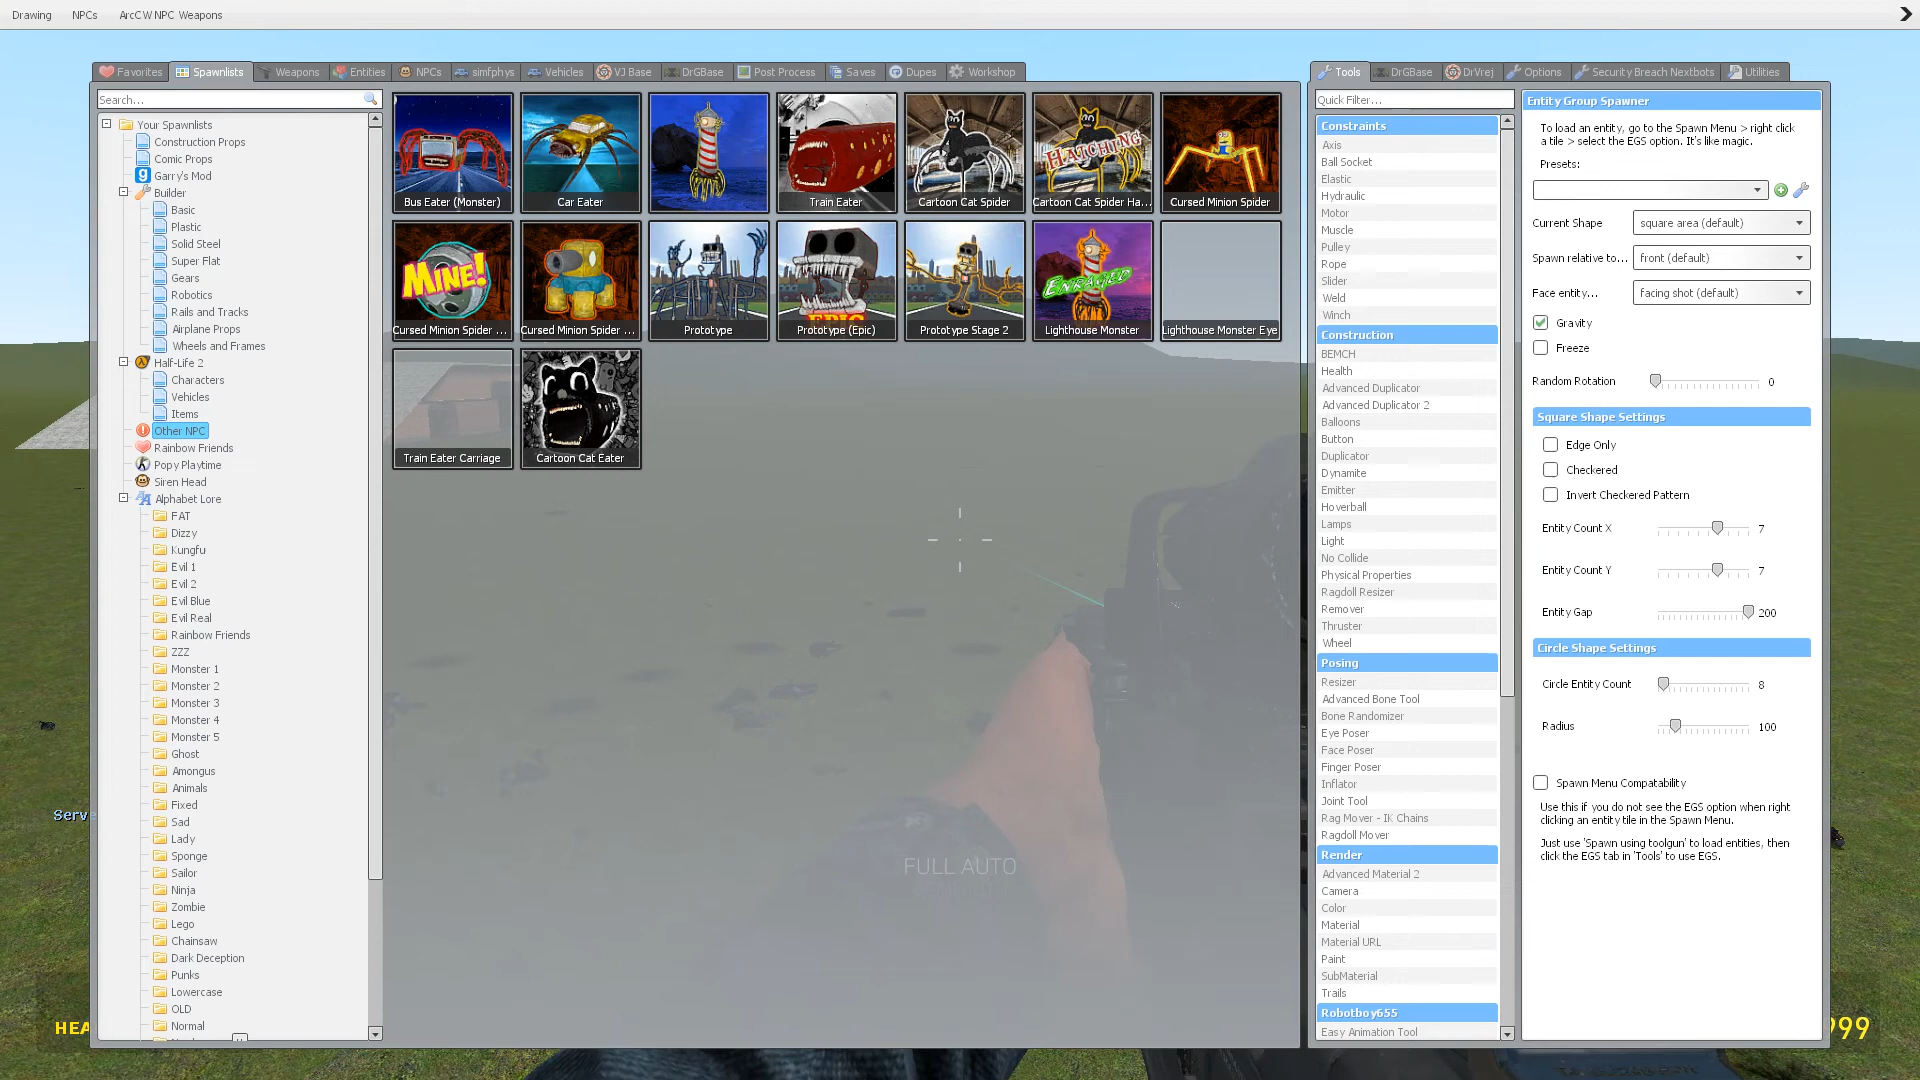 Drawing NPCs ArcCW NPC Weapons
Favorites Spawnlists Weapons Entities NPCs simfphys Vehicles VJ Base DrGBase Post Process Saves Dupes Workshop
Search...
Your Spawnlists
Construction Props
Comic Props
Garry's Mod
Builder
Basic
Plastic
Solid Steel
Super Flat
Gears
Robotics
Rails and Tracks
Airplane Props
Wheels and Frames
Half-Life 2
Characters
Vehicles
Items
Other NPC
Rainbow Friends
Popy Playtime
Siren Head
Alphabet Lore
FAT
Dizzy
Kungfu
Evil 1
Evil 2
Evil Blue
Evil Real
Rainbow Friends
ZZZ
Monster 1
Monster 2
Monster 3
Monster 4
Monster 5
Ghost
Amongus
Animals
Fixed
Sad
Lady
Sponge
Sailor
Ninja
Zombie
Lego
Chainsaw
Dark Deception
Punks
Lowercase
OLD
Normal
Bus Eater (Monster) Car Eater Train Eater Cartoon Cat Spider HATCHING Cartoon Cat Spider Ha... Cursed Minion Spider
MINE! Cursed Minion Spider ... Cursed Minion Spider ... Prototype EPIC Prototype (Epic) Prototype Stage 2 ENRAGED Lighthouse Monster Lighthouse Monster Eye
Train Eater Carriage Cartoon Cat Eater
FULL AUTO
Serve
HEA
999
Tools DrGBase DrVrej Options Security Breach Nextbots Utilities
Quick Filter...
Constraints
Axis
Ball Socket
Elastic
Hydraulic
Motor
Muscle
Pulley
Rope
Slider
Weld
Winch
Construction
BEMCH
Health
Advanced Duplicator
Advanced Duplicator 2
Balloons
Button
Duplicator
Dynamite
Emitter
Hoverball
Lamps
Light
No Collide
Physical Properties
Ragdoll Resizer
Remover
Thruster
Wheel
Posing
Resizer
Advanced Bone Tool
Bone Randomizer
Eye Poser
Face Poser
Finger Poser
Inflator
Joint Tool
Rag Mover - IK Chains
Ragdoll Mover
Render
Advanced Material 2
Camera
Color
Material
Material URL
Paint
SubMaterial
Trails
Robotboy655
Easy Animation Tool
Entity Group Spawner
To load an entity, go to the Spawn Menu > right click
a tile > select the EGS option. It's like magic.
Presets:
Current Shape square area (default)
Spawn relative to... front (default)
Face entity... facing shot (default)
Gravity
Freeze
Random Rotation 0
Square Shape Settings
Edge Only
Checkered
Invert Checkered Pattern
Entity Count X 7
Entity Count Y 7
Entity Gap 200
Circle Shape Settings
Circle Entity Count 8
Radius 100
Spawn Menu Compatability
Use this if you do not see the EGS option when right
clicking an entity tile in the Spawn Menu.
Just use 'Spawn using toolgun' to load entities, then
click the EGS tab in 'Tools' to use EGS.